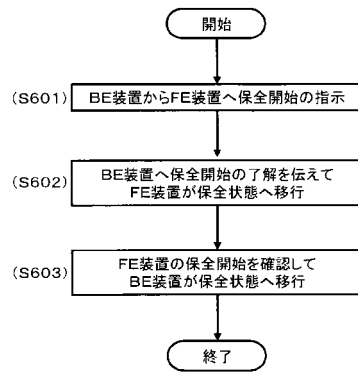 開始
(S601) BE装置からFE装置へ保全開始の指示
(S602) BE装置へ保全開始の了解を伝えて
FE装置が保全状態へ移行
(S603) FE装置の保全開始を確認して
BE装置が保全状態へ移行
終了